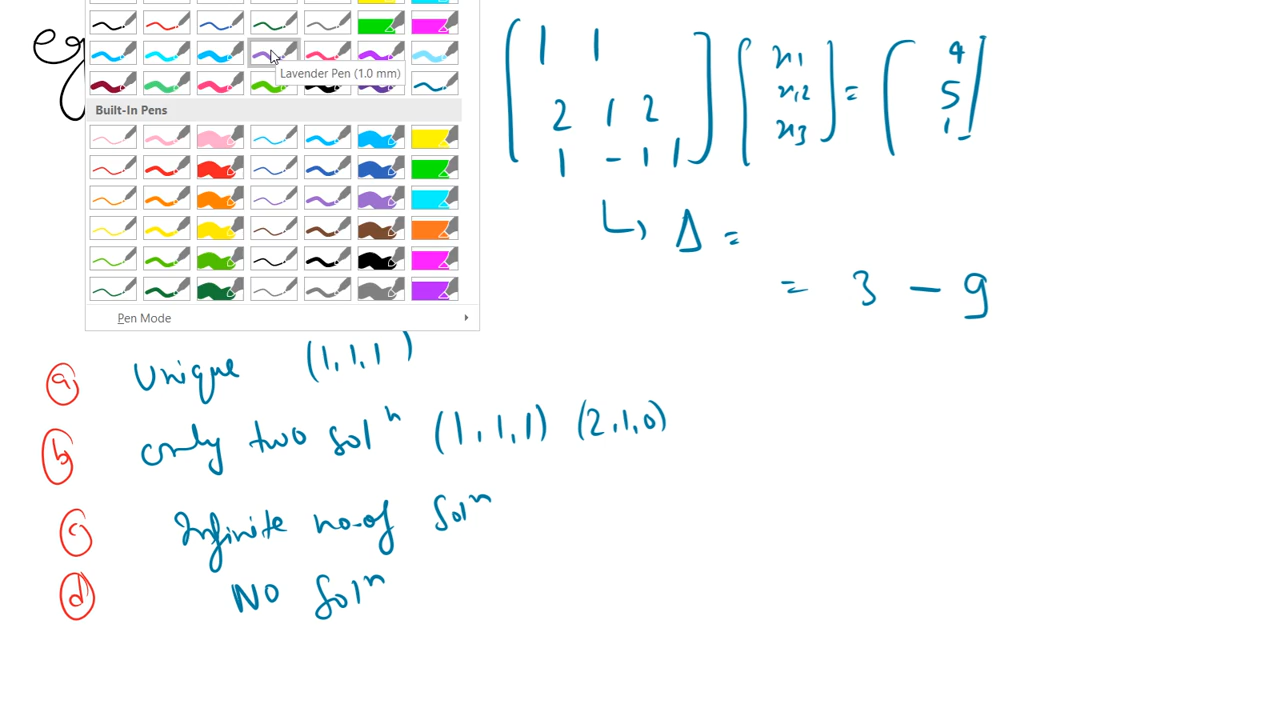 eg
Lavender Pen (1.0 mm)
Built-In Pens
Pen Mode
1 1
2 1 2
1 -1 1
x1
x2
x3
=
4
5
1
↳ Δ =
= 3 - 9
a Unique (1,1,1)
b only two solⁿ (1,1,1) (2,1,0)
c Infinite no.of Solⁿ
d NO Solⁿ